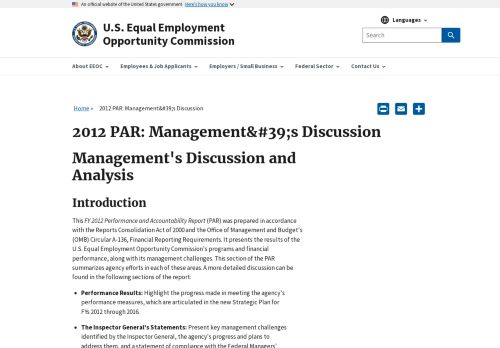 An official website of the United States government Here's how you know
U.S. Equal Employment
Opportunity Commission
Languages
Search
About EEOC
Employees & Job Applicants
Employers / Small Business
Federal Sector
Contact Us
Home » 2012 PAR: Management&#39;s Discussion
2012 PAR: Management&#39;s Discussion
Management's Discussion and
Analysis
Introduction
This FY 2012 Performance and Accountability Report (PAR) was prepared in accordance
with the Reports Consolidation Act of 2000 and the Office of Management and Budget's
(OMB) Circular A-136, Financial Reporting Requirements. It presents the results of the
U.S. Equal Employment Opportunity Commission's programs and financial
performance, along with its management challenges. This section of the PAR
summarizes agency efforts in each of these areas. A more detailed discussion can be
found in the following sections of the report:
• Performance Results: Highlight the progress made in meeting the agency's
performance measures, which are articulated in the new Strategic Plan for
FYs 2012 through 2016.
• The Inspector General's Statements: Present key management challenges
identified by the Inspector General, the agency's progress and plans to
address them, and a statement of compliance with the Federal Managers'